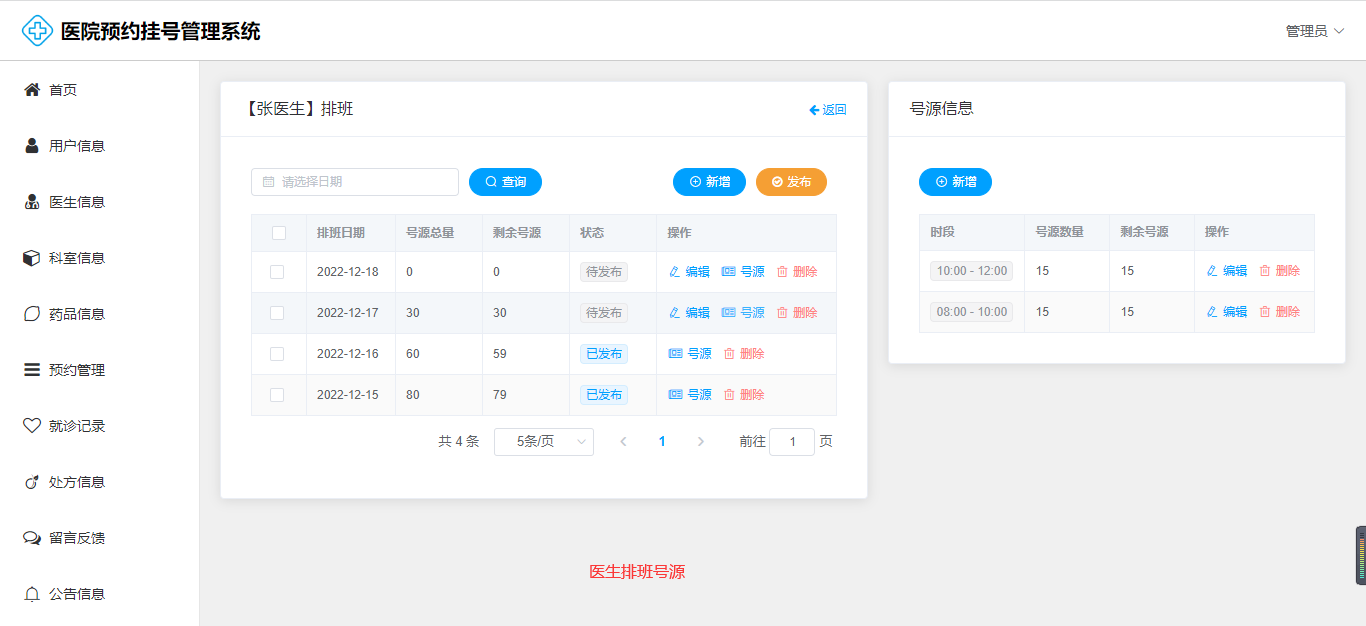 医院预约挂号管理系统
管理员
首页
用户信息
医生信息
科室信息
药品信息
预约管理
就诊记录
处方信息
留言反馈
公告信息
【张医生】排班
返回
请选择日期
查询
新增
发布
排班日期 号源总量 剩余号源 状态 操作
2022-12-18 0 0 待发布 编辑 号源 删除
2022-12-17 30 30 待发布 编辑 号源 删除
2022-12-16 60 59 已发布 号源 删除
2022-12-15 80 79 已发布 号源 删除
共 4 条 5条/页 1 前往 1 页
号源信息
新增
时段 号源数量 剩余号源 操作
10:00 - 12:00 15 15 编辑 删除
08:00 - 10:00 15 15 编辑 删除
医生排班号源